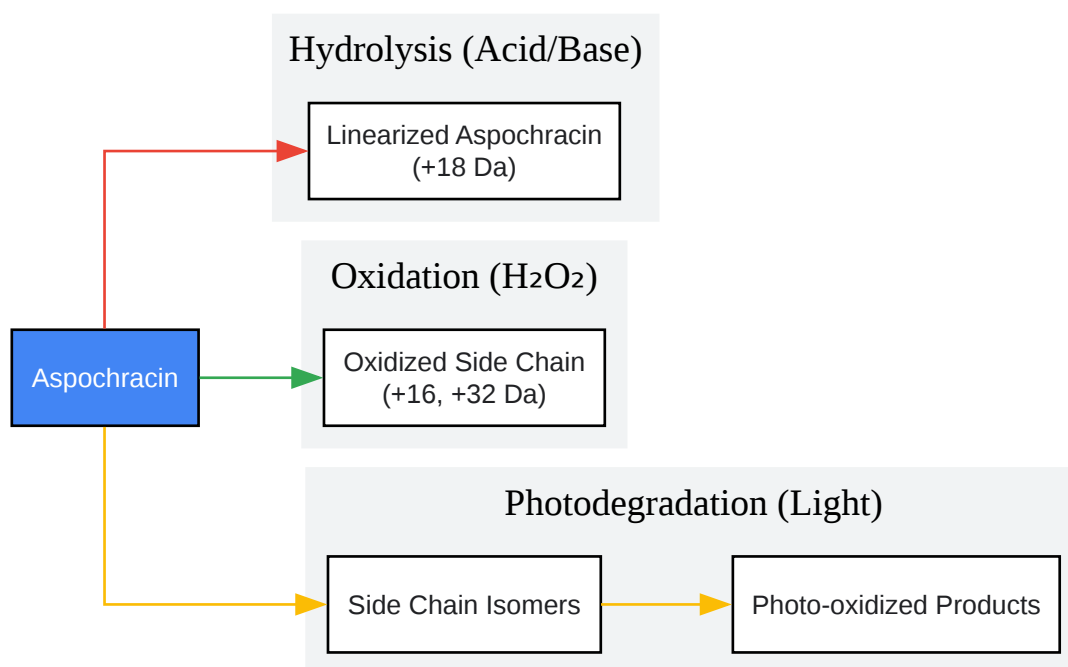 Hydrolysis (Acid/Base)
Linearized Aspochracin
(+18 Da)
Oxidation (H₂O₂)
Oxidized Side Chain
(+16, +32 Da)
Aspochracin
Photodegradation (Light)
Side Chain Isomers
Photo-oxidized Products